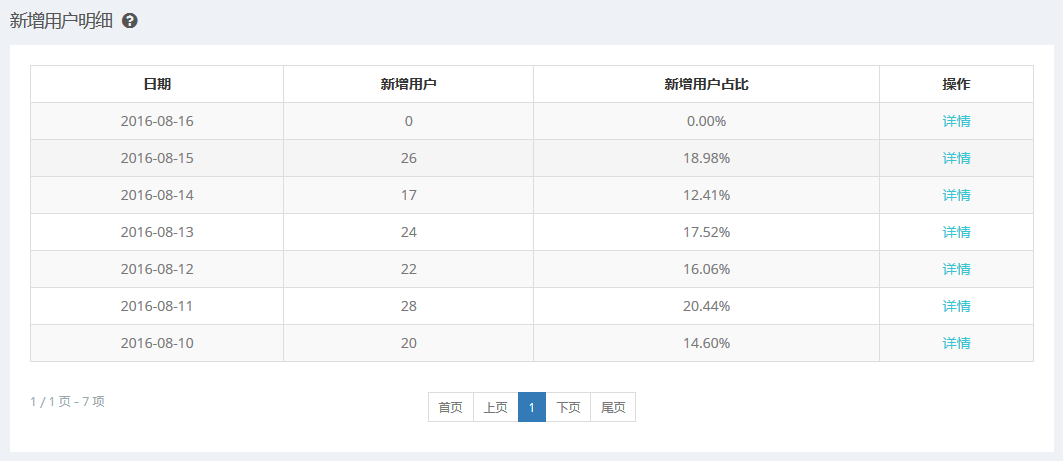 新增用户明细
日期 新增用户 新增用户占比 操作
2016-08-16 0 0.00% 详情
2016-08-15 26 18.98% 详情
2016-08-14 17 12.41% 详情
2016-08-13 24 17.52% 详情
2016-08-12 22 16.06% 详情
2016-08-11 28 20.44% 详情
2016-08-10 20 14.60% 详情
1 / 1 页 - 7 项 首页 上页 1 下页 尾页